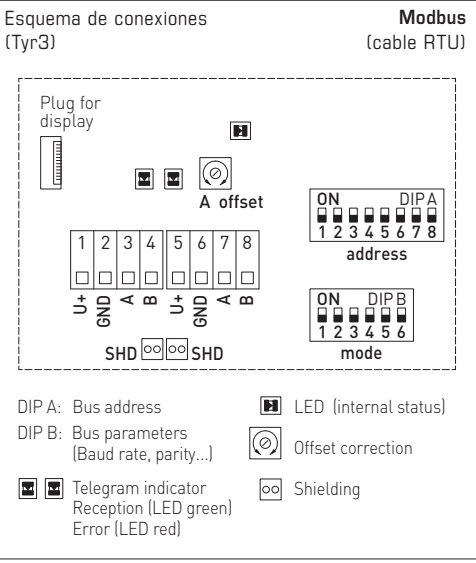 Esquema de conexiones
(Tyr3)
Modbus
(cable RTU)
Plug for
display
A offset
ON DIP A
1 2 3 4 5 6 7 8
address
1 2 3 4 5 6 7 8
U+ GND A B U+ GND A B
ON DIP B
1 2 3 4 5 6
mode
SHD SHD
DIP A: Bus address
DIP B: Bus parameters
(Baud rate, parity...)
Telegram indicator
Reception (LED green)
Error (LED red)
LED (internal status)
Offset correction
Shielding